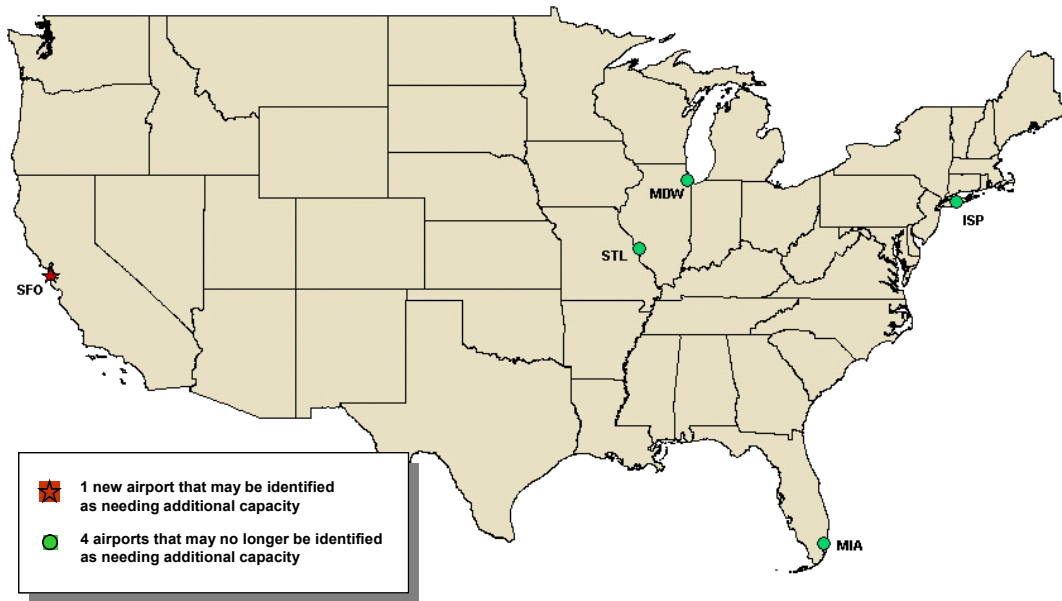 MDW
ISP
STL
SFO
1 new airport that may be identified
as needing additional capacity
4 airports that may no longer be identified
as needing additional capacity
MIA